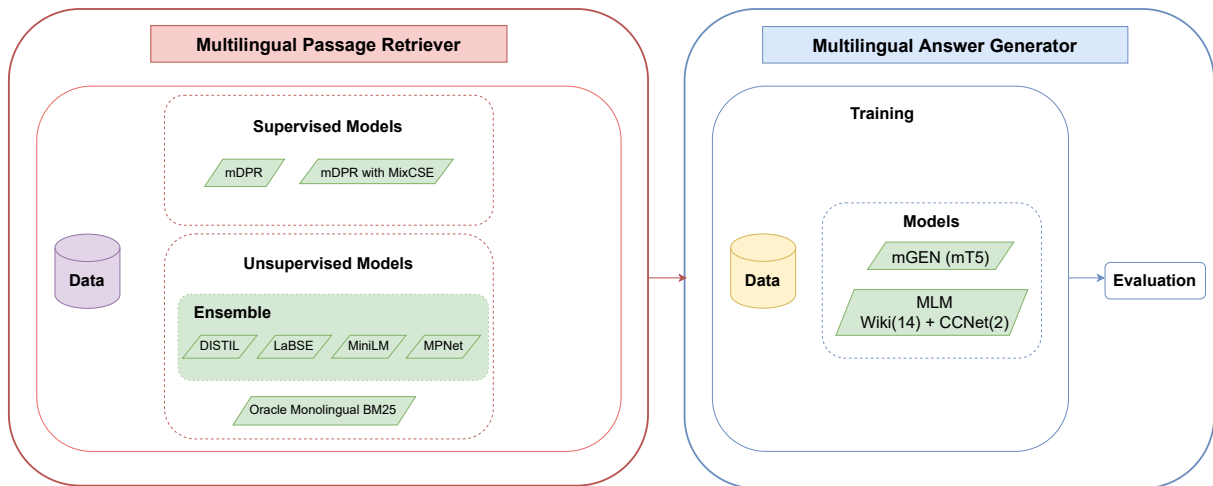 Multilingual Passage Retriever
Data
Supervised Models
mDPR
mDPR with MixCSE
Unsupervised Models
Ensemble
DISTIL
LaBSE
MiniLM
MPNet
Oracle Monolingual BM25
Multilingual Answer Generator
Training
Data
Models
mGEN (mT5)
MLM
Wiki(14) + CCNet(2)
Evaluation